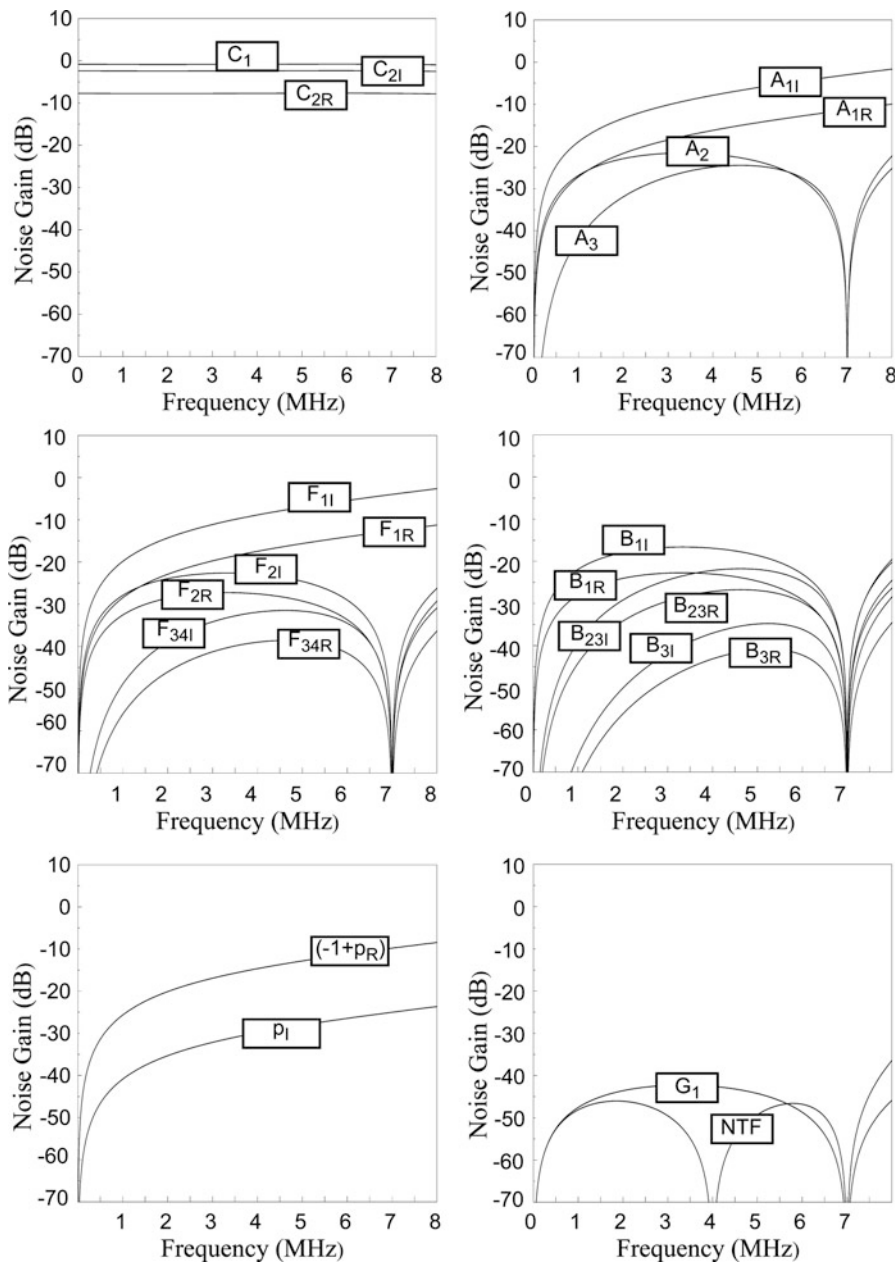 10
0
-10
-20
-30
-40
-50
-60
-70
Noise Gain (dB)
C1
C2I
C2R
0 1 2 3 4 5 6 7 8
Frequency (MHz)
10
0
-10
-20
-30
-40
-50
-60
-70
Noise Gain (dB)
A1I
A1R
A2
A3
0 1 2 3 4 5 6 7 8
Frequency (MHz)
10
0
-10
-20
-30
-40
-50
-60
-70
Noise Gain (dB)
F1I
F1R
F2I
F2R
F34I
F34R
1 2 3 4 5 6 7 8
Frequency (MHz)
10
0
-10
-20
-30
-40
-50
-60
-70
Noise Gain (dB)
B1I
B1R
B23R
B23I
B3I
B3R
0 1 2 3 4 5 6 7
Frequency (MHz)
10
0
-10
-20
-30
-40
-50
-60
-70
Noise Gain (dB)
(-1+pR)
pI
1 2 3 4 5 6 7 8
Frequency (MHz)
10
0
-10
-20
-30
-40
-50
-60
-70
Noise Gain (dB)
G1
NTF
0 1 2 3 4 5 6 7
Frequency (MHz)